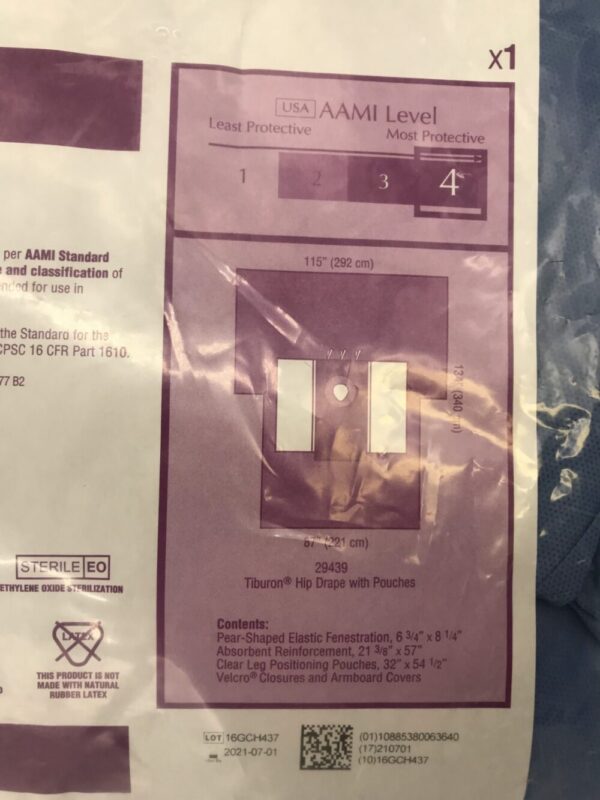 x1
USA AAMI Level
Least Protective
Most Protective
1 2 3 4
115" (292 cm)
per AAMI Standard
and classification of
ended for use in
the Standard for the
CPSC 16 CFR Part 1610.
77 B2
87" (221 cm)
29439
Tiburon® Hip Drape with Pouches
STERILE EO
ETHYLENE OXIDE STERILIZATION
LATEX
THIS PRODUCT IS NOT
MADE WITH NATURAL
RUBBER LATEX
Contents:
Pear-Shaped Elastic Fenestration, 6 3/4" x 8 1/4"
Absorbent Reinforcement, 21 3/8" x 57"
Clear Leg Positioning Pouches, 32" x 54 1/2"
Velcro® Closures and Armboard Covers
LOT 16GCH437
2021-07-01
(01)10885380063640
(17)210701
(10)16GCH437